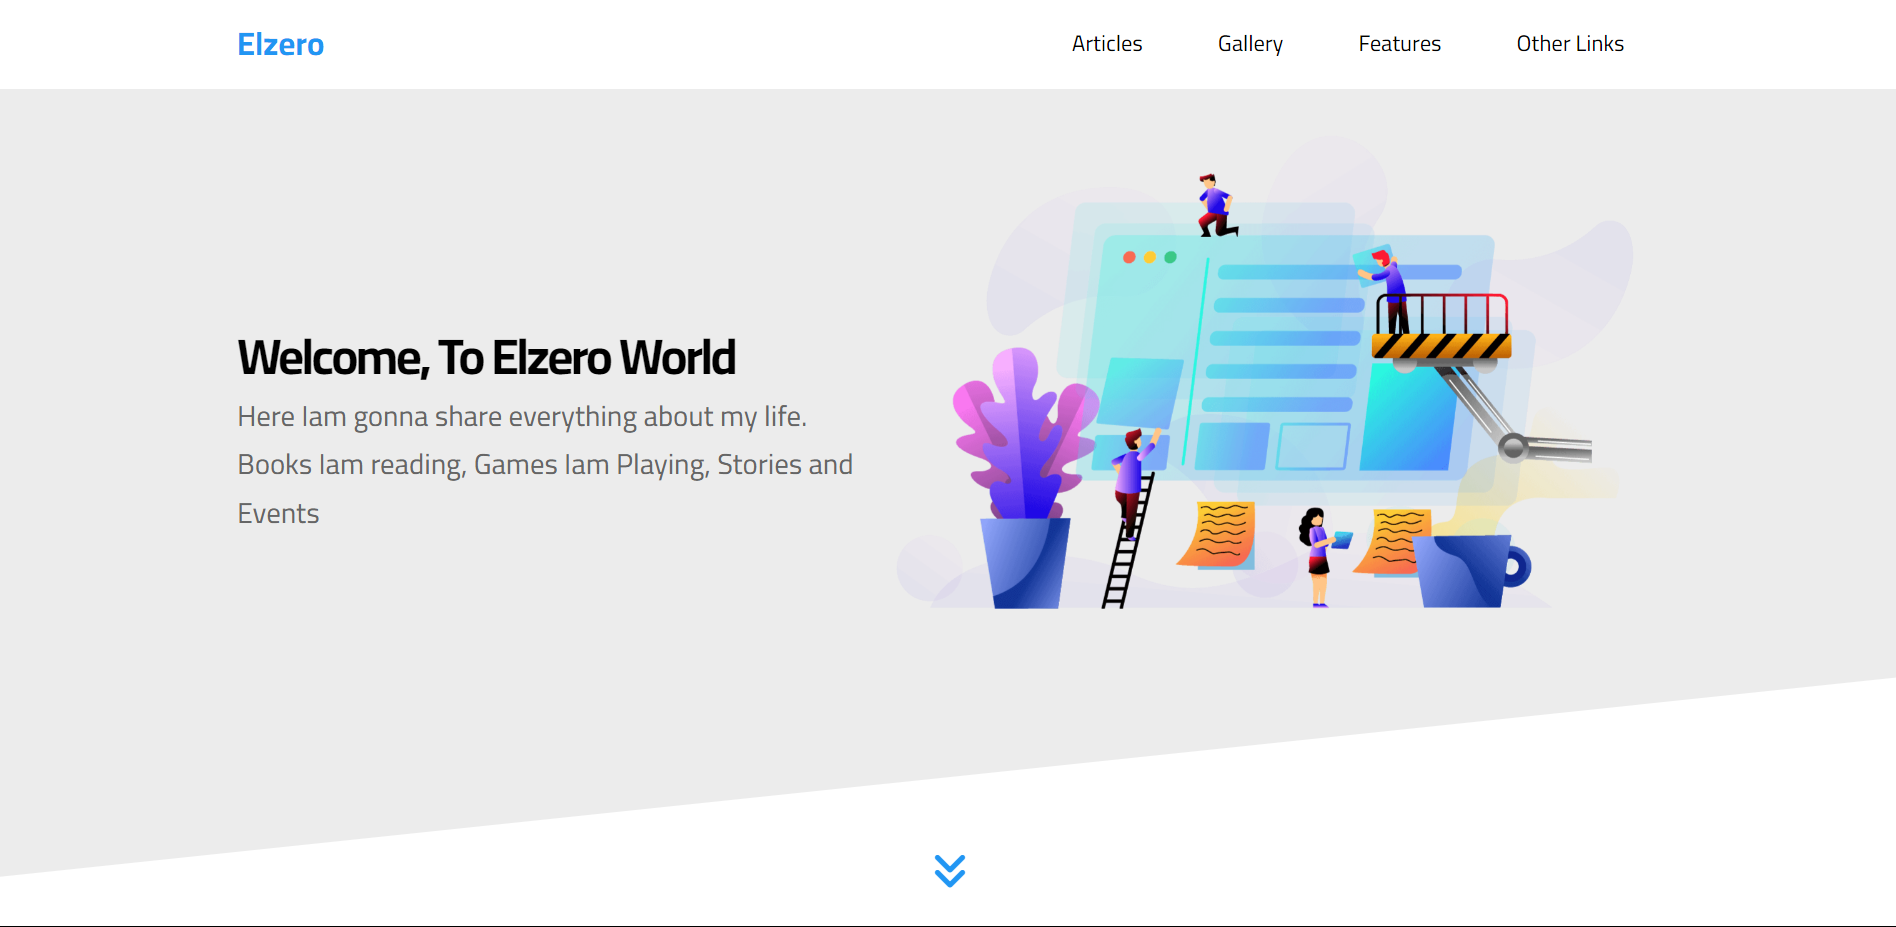 Elzero
Articles
Gallery
Features
Other Links
Welcome, To Elzero World
Here Iam gonna share everything about my life.
Books Iam reading, Games Iam Playing, Stories and
Events